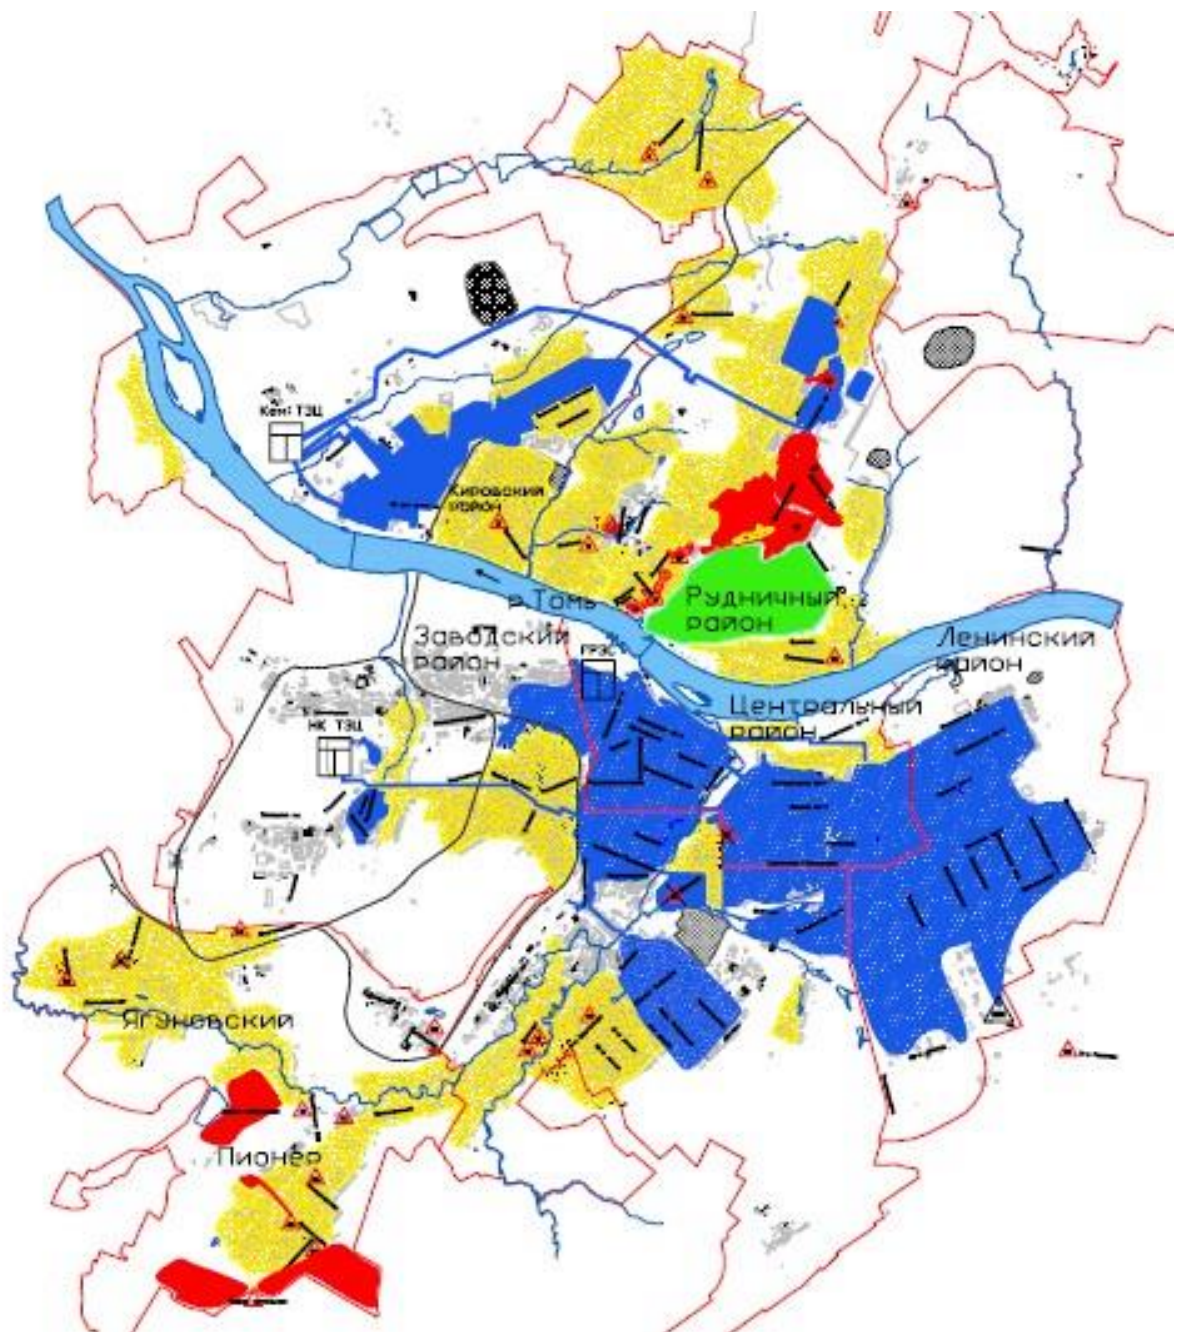 Кем: ТЭЦ
Кировский
район
р.Томь
Рудничный
район
Заводский
район
ГРЭС
Ленинский
район
Центральный
район
НК ТЭЦ
Ягуновский
Пионер